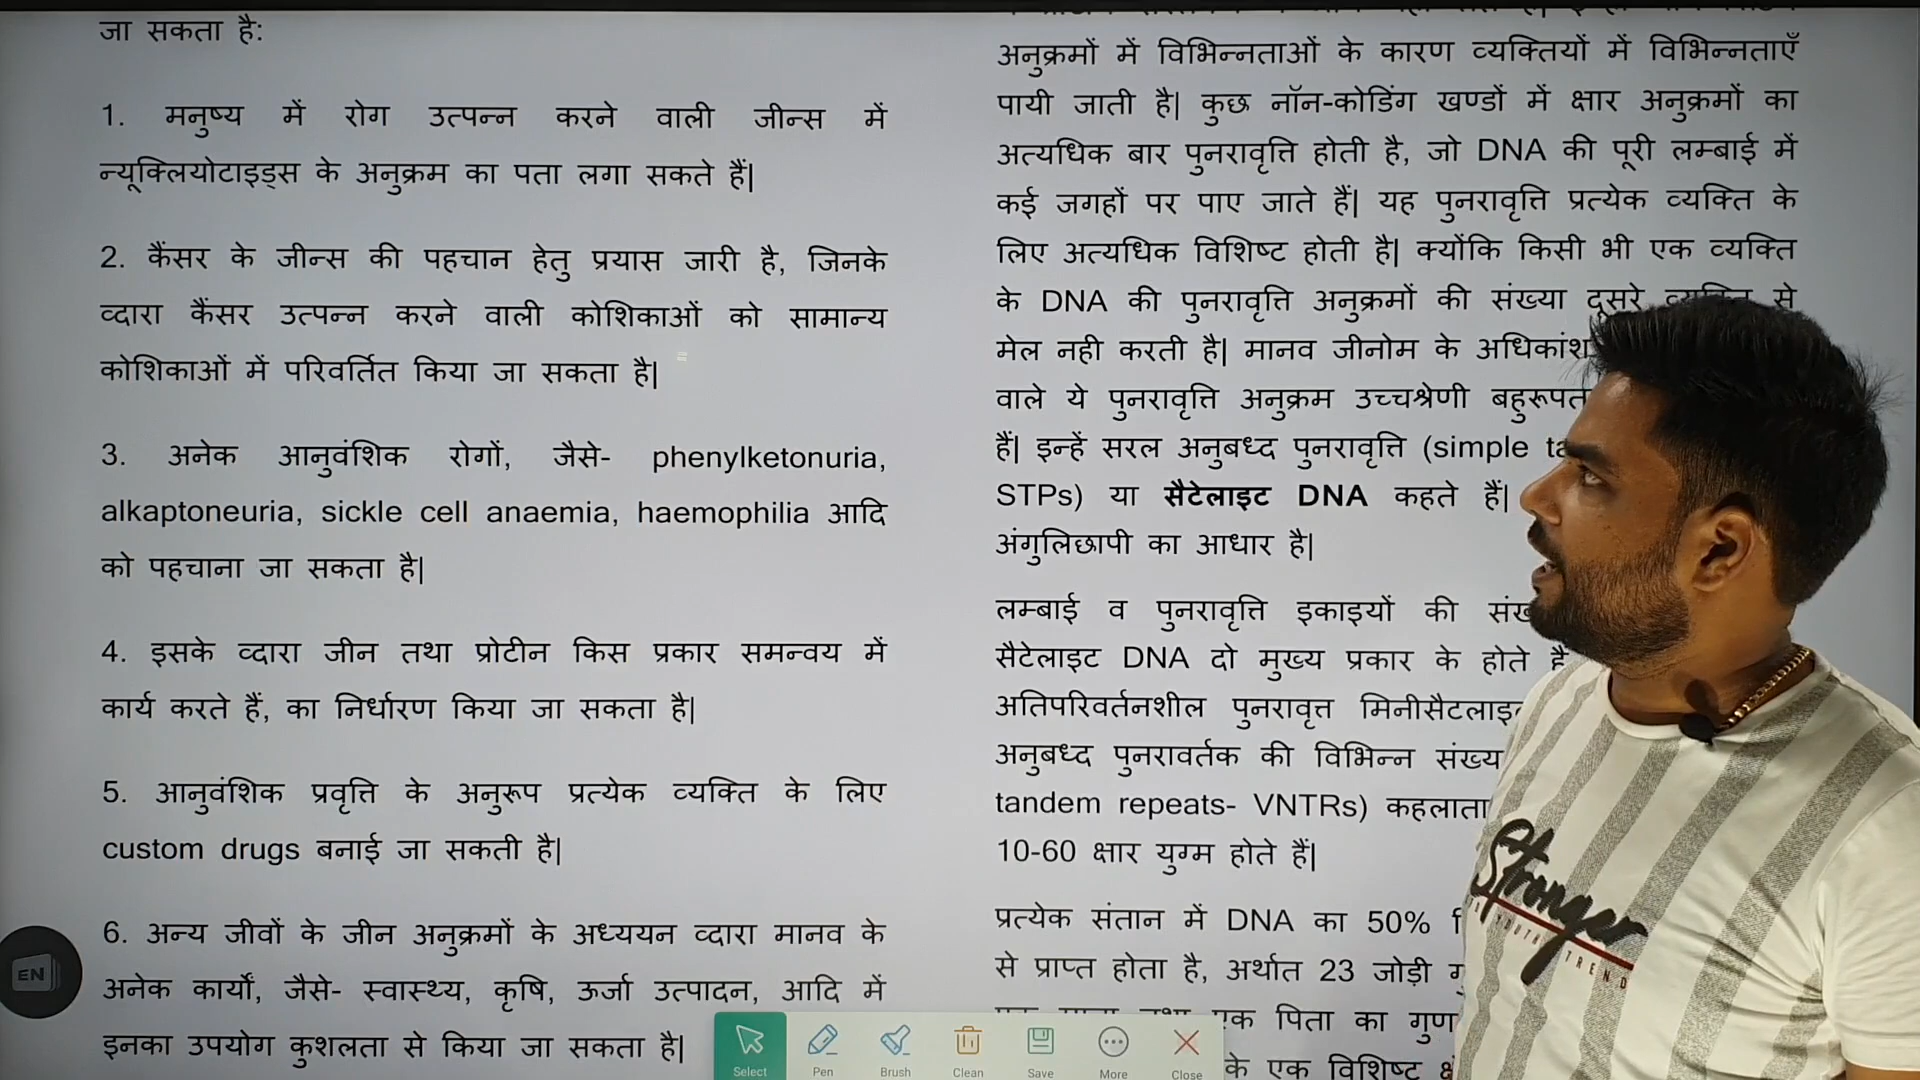 जा सकता है:
1. मनुष्य में रोग उत्पन्न करने वाली जीन्स में
न्यूक्लियोटाइड्स के अनुक्रम का पता लगा सकते हैं|
2. कैंसर के जीन्स की पहचान हेतु प्रयास जारी है, जिनके
व्दारा कैंसर उत्पन्न करने वाली कोशिकाओं को सामान्य
कोशिकाओं में परिवर्तित किया जा सकता है|
3. अनेक आनुवंशिक रोगों, जैसे- phenylketonuria,
alkaptoneuria, sickle cell anaemia, haemophilia आदि
को पहचाना जा सकता है|
4. इसके व्दारा जीन तथा प्रोटीन किस प्रकार समन्वय में
कार्य करते हैं, का निर्धारण किया जा सकता है|
5. आनुवंशिक प्रवृत्ति के अनुरूप प्रत्येक व्यक्ति के लिए
custom drugs बनाई जा सकती है|
6. अन्य जीवों के जीन अनुक्रमों के अध्ययन व्दारा मानव के
अनेक कार्यों, जैसे- स्वास्थ्य, कृषि, ऊर्जा उत्पादन, आदि में
इनका उपयोग कुशलता से किया जा सकता है|
अनुक्रमों में विभिन्नताओं के कारण व्यक्तियों में विभिन्नताएँ
पायी जाती है| कुछ नॉन-कोडिंग खण्डों में क्षार अनुक्रमों का
अत्यधिक बार पुनरावृत्ति होती है, जो DNA की पूरी लम्बाई में
कई जगहों पर पाए जाते हैं| यह पुनरावृत्ति प्रत्येक व्यक्ति के
लिए अत्यधिक विशिष्ट होती है| क्योंकि किसी भी एक व्यक्ति
के DNA की पुनरावृत्ति अनुक्रमों की संख्या दूसरे व्यक्ति से
मेल नही करती है| मानव जीनोम के अधिकांश
वाले ये पुनरावृत्ति अनुक्रम उच्चश्रेणी
हैं| इन्हें सरल अनुबध्द पुनरावृत्ति (simple
STPs) या सैटेलाइट DNA कहते हैं|
अंगुलिछापी का आधार है|
लम्बाई व पुनरावृत्ति इकाइयों की
सैटेलाइट DNA दो मुख्य प्रकार के होते हैं
अतिपरिवर्तनशील पुनरावृत्त
अनुबध्द पुनरावर्तक की विभिन्न
tandem repeats- VNTRs) कहलाता
10-60 क्षार युग्म होते हैं|
प्रत्येक संतान में DNA का 50%
से प्राप्त होता है, अर्थात 23 जोड़ी
एक पिता का
के एक विशिष्ट
EN
Select Pen Brush Clean Save More Close
Stronger
YOUTH TREND